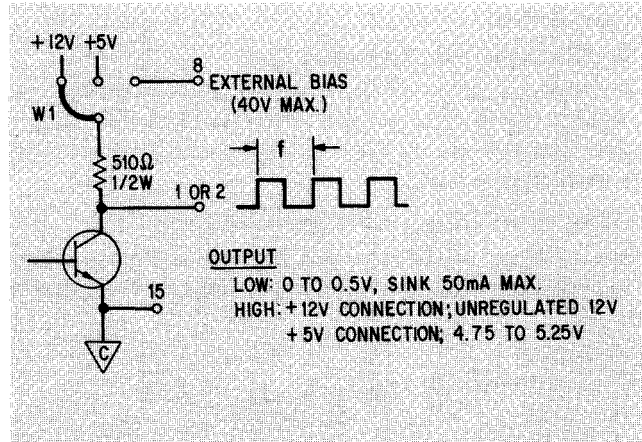 +12V +5V
8
EXTERNAL BIAS
(40V MAX.)
W1
f
510Ω
1/2W
1 OR 2
OUTPUT
LOW: 0 TO 0.5V, SINK 50mA MAX.
HIGH: +12V CONNECTION; UNREGULATED 12V
+5V CONNECTION; 4.75 TO 5.25V
15
C